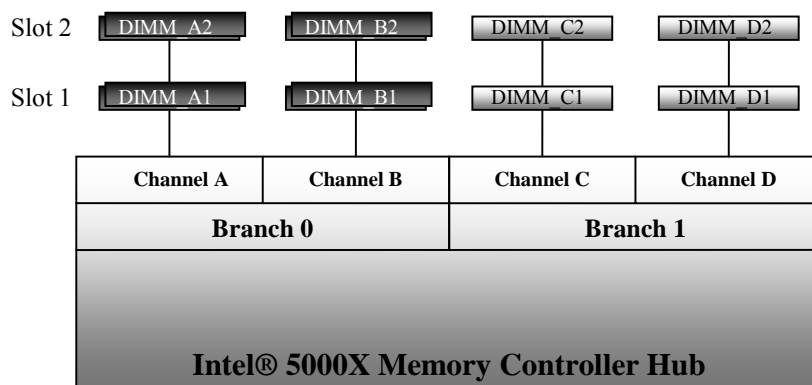 Slot 2 DIMM_A2 DIMM_B2 DIMM_C2 DIMM_D2
Slot 1 DIMM_A1 DIMM_B1 DIMM_C1 DIMM_D1
Channel A Channel B Channel C Channel D
Branch 0 Branch 1
Intel® 5000X Memory Controller Hub